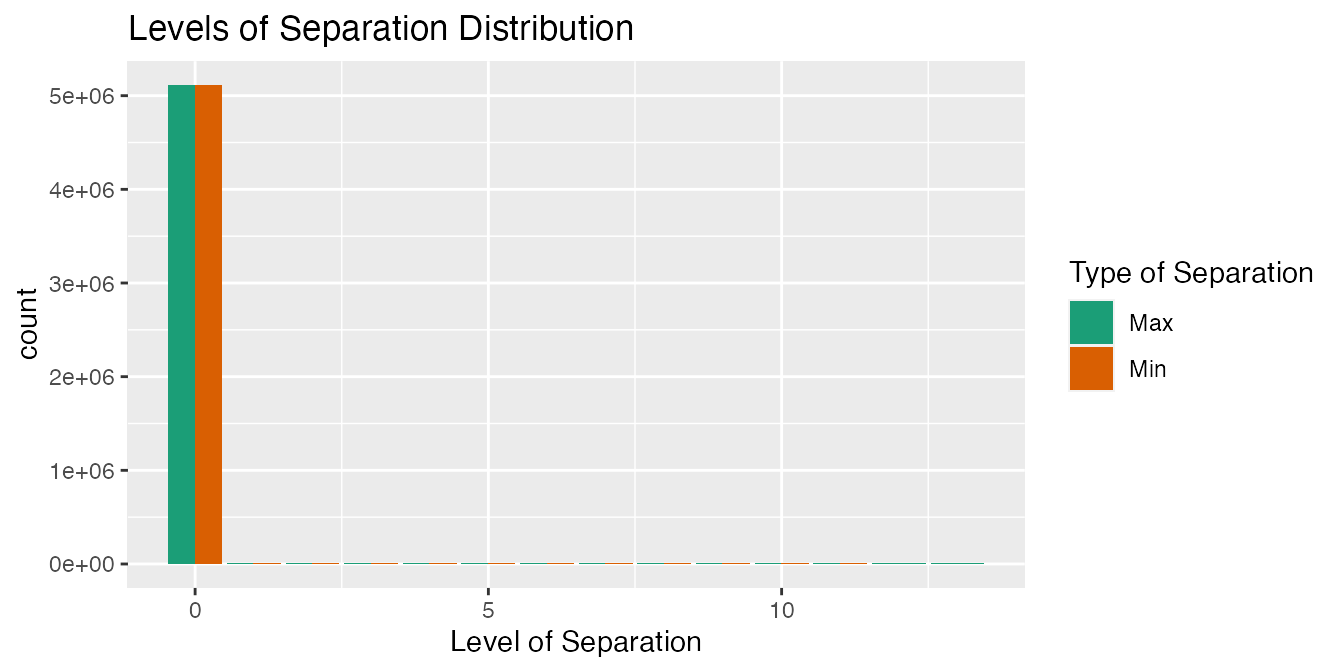 Levels of Separation Distribution
5e+06
4e+06
3e+06
2e+06
1e+06
0e+00
count
0
5
10
Level of Separation
Type of Separation
Max
Min